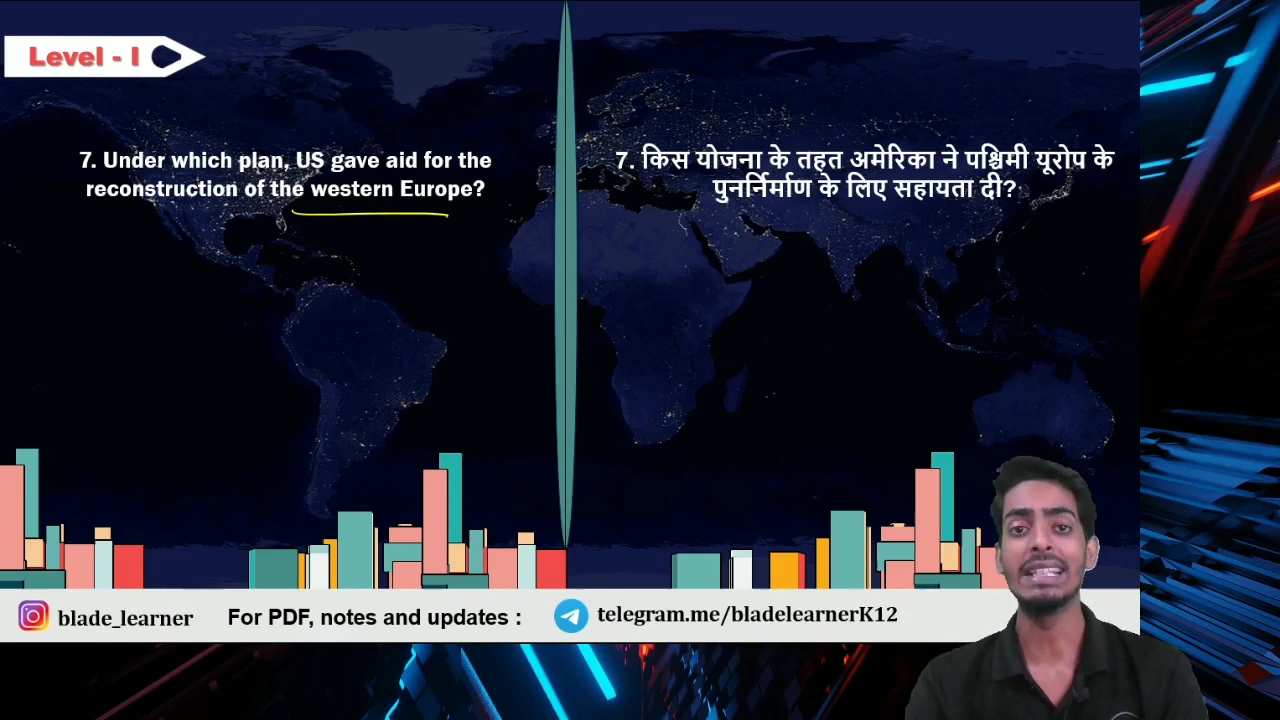 Level - I
7. Under which plan, US gave aid for the
reconstruction of the western Europe?
7. किस योजना के तहत अमेरिका ने पश्चिमी यूरोप के
पुनर्निर्माण के लिए सहायता दी?
blade_learner
For PDF, notes and updates :
telegram.me/bladelearnerK12